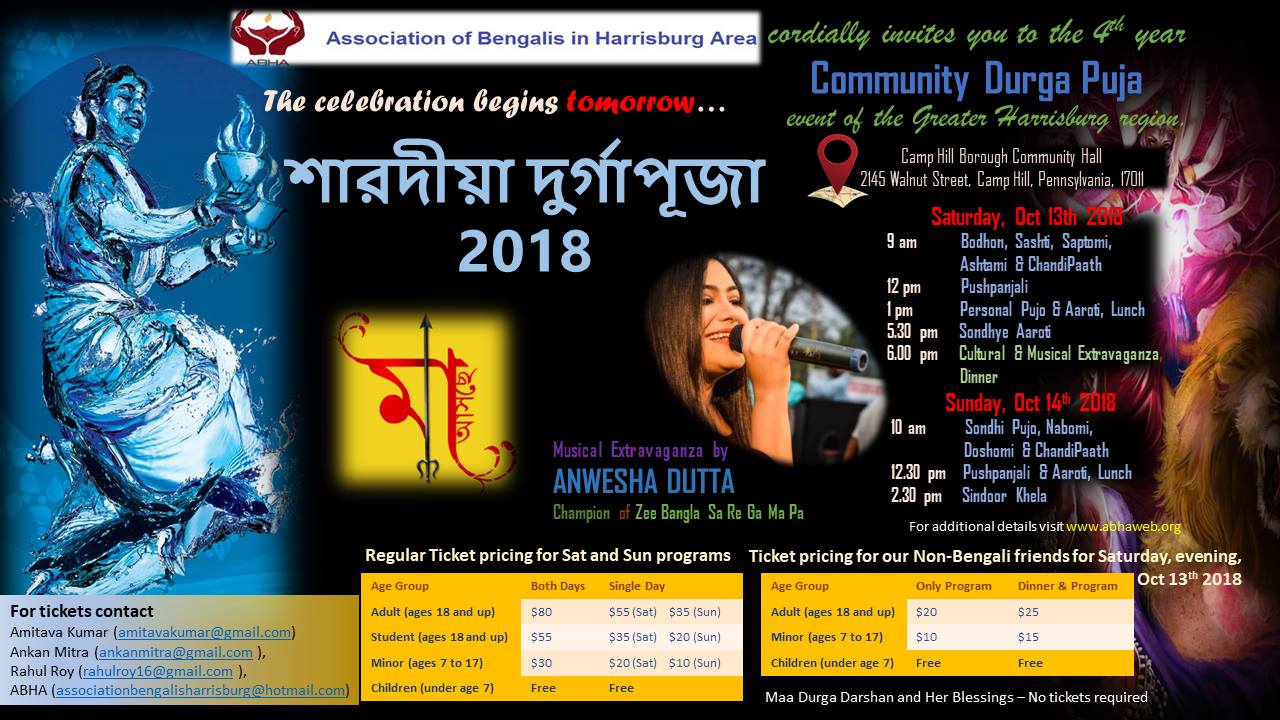 ABHA
Association of Bengalis in Harrisburg Area
cordially invites you to the 4th year
Community Durga Puja
event of the Greater Harrisburg region.
The celebration begins tomorrow...
শারদীয়া দুর্গাপূজা
2018
Camp Hill Borough Community Hall
2145 Walnut Street, Camp Hill, Pennsylvania, 17011
Saturday, Oct 13th 2018
9 am Bodhon, Sashti, Saptomi,
Ashtami & ChandiPaath
12 pm Pushpanjali
1 pm Personal Pujo & Aaroti, Lunch
5.30 pm Sondhye Aaroti
6.00 pm Cultural & Musical Extravaganza
Dinner
Sunday, Oct 14th 2018
10 am Sondhi Pujo, Nabomi,
Doshomi & ChandiPaath
12.30 pm Pushpanjali & Aaroti, Lunch
2.30 pm Sindoor Khela
For additional details visit www.abhaweb.org
মা
আসছে
Musical Extravaganza by
ANWESHA DUTTA
Champion of Zee Bangla Sa Re Ga Ma Pa
Regular Ticket pricing for Sat and Sun programs
Age Group Both Days Single Day
Adult (ages 18 and up) $80 $55 (Sat) $35 (Sun)
Student (ages 18 and up) $55 $35 (Sat) $20 (Sun)
Minor (ages 7 to 17) $30 $20 (Sat) $10 (Sun)
Children (under age 7) Free Free
Ticket pricing for our Non-Bengali friends for Saturday, evening,
Oct 13th 2018
Age Group Only Program Dinner & Program
Adult (ages 18 and up) $20 $25
Minor (ages 7 to 17) $10 $15
Children (under age 7) Free Free
Maa Durga Darshan and Her Blessings – No tickets required
For tickets contact
Amitava Kumar (amitavakumar@gmail.com)
Ankan Mitra (ankanmitra@gmail.com ),
Rahul Roy (rahulroy16@gmail.com ),
ABHA (associationbengalisharrisburg@hotmail.com)